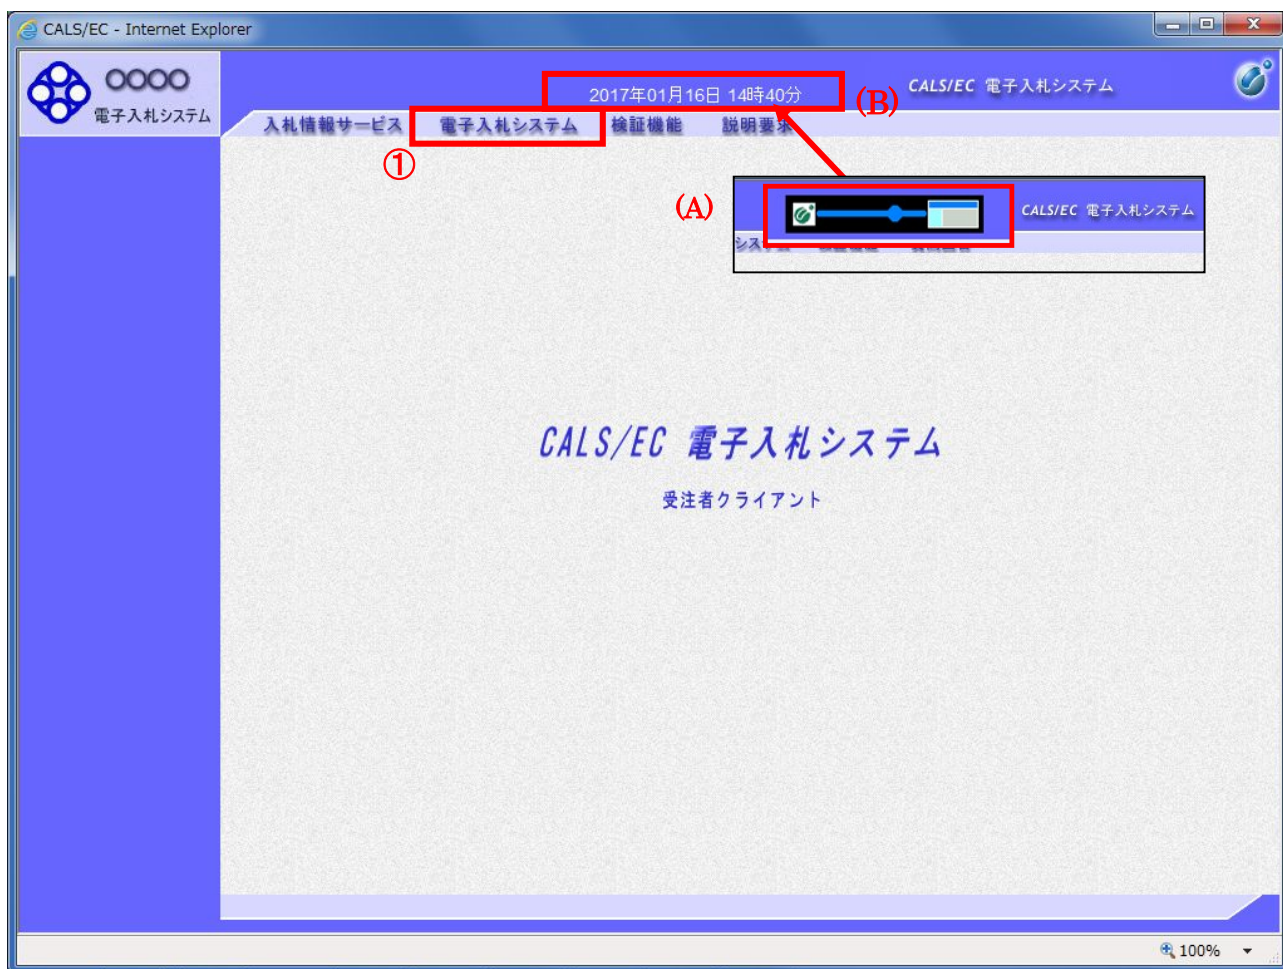 CALS/EC - Internet Explorer
○○○○
電子入札システム
2017年01月16日 14時40分
(B)
CALS/EC 電子入札システム
入札情報サービス 電子入札システム 検証機能 説明要求
①
(A)
CALS/EC 電子入札システム
システム
CALS/EC 電子入札システム
受注者クライアント
100%